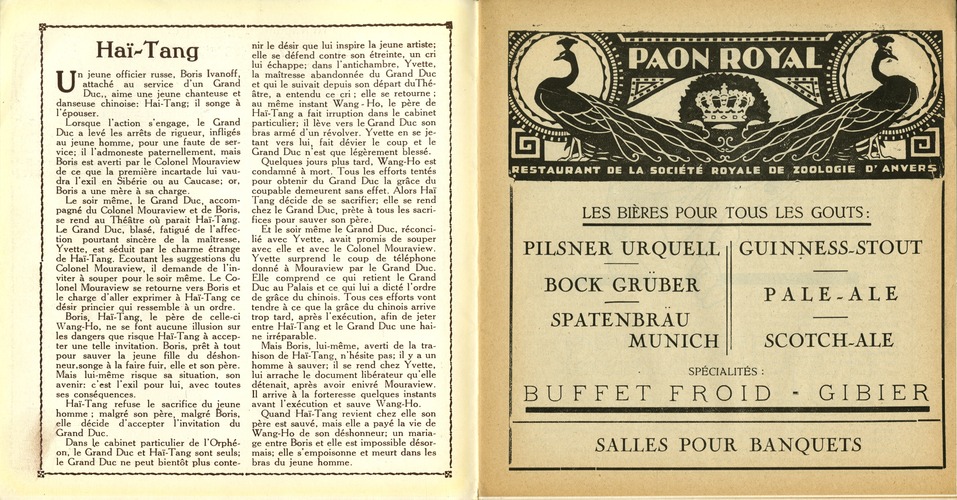 Haï-Tang
Un jeune officier russe, Boris Ivanoff,
attaché au service d'un Grand
Duc,, aime une jeune chanteuse et
danseuse chinoise: Haï-Tang; il songe à
l'épouser.
Lorsque l'action s'engage, le Grand
Duc a levé les arrêts de rigueur, infligés
au jeune homme, pour une faute de ser-
vice; il l'admoneste paternellement, mais
Boris est averti par le Colonel Mouraview
de ce que la première incartade lui vau-
dra l'exil en Sibérie ou au Caucase; or,
Boris a une mère à sa charge.
Le soir même, le Grand Duc, accom-
pagné du Colonel Mouraview et de Boris,
se rend au Théâtre où parait Haï-Tang.
Le Grand Duc, blasé, fatigué de l'affec-
tion pourtant sincère de la maîtresse,
Yvette, est séduit par le charme étrange
de Haï-Tang. Ecoutant les suggestions du
Colonel Mouraview, il demande de l'in-
viter à souper pour le soir même. Le Co-
lonel Mouraview se retourne vers Boris et
le charge d'aller exprimer à Haï-Tang ce
désir princier qui ressemble à un ordre.
Boris, Haï-Tang, le père de celle-ci
Wang-Ho, ne se font aucune illusion sur
les dangers que risque Haï-Tang à accep-
ter une telle invitation. Boris, prêt à tout
pour sauver la jeune fille du déshon-
neur,songe à la faire fuir, elle et son père.
Mais lui-même risque sa situation, son
avenir: c'est l'exil pour lui, avec toutes
ses conséquences.
Haï-Tang refuse le sacrifice du jeune
homme ; malgré son père, malgré Boris,
elle décide d'accepter l'invitation du
Grand Duc.
Dans le cabinet particulier de l'Orphé-
on, le Grand Duc et Haï-Tang sont seuls;
le Grand Duc ne peut bientôt plus conte-
nir le désir que lui inspire la jeune artiste;
elle se défend contre son étreinte, un cri
lui échappe; dans l'antichambre, Yvette,
la maîtresse abandonnée du Grand Duc
et qui le suivait depuis son départ duThé-
âtre, a entendu ce cri ; elle se retourne ;
au même instant Wang-Ho, le père de
Haï-Tang a fait irruption dans le cabinet
particulier; il lève vers le Grand Duc son
bras armé d'un révolver. Yvette en se je-
tant vers lui, fait dévier le coup et le
Grand Duc n'est que légèrement blessé.
Quelques jours plus tard, Wang-Ho est
condamné à mort. Tous les efforts tentés
pour obtenir du Grand Duc la grâce du
coupable demeurent sans effet. Alors Haï
Tang décide de se sacrifier; elle se rend
chez le Grand Duc, prête à tous les sacri-
fices pour sauver son père.
Et le soir même le Grand Duc, réconci-
lié avec Yvette, avait promis de souper
avec elle et avec le Colonel Mouraview.
Yvette surprend le coup de téléphone
donné à Mouraview par le Grand Duc.
Elle comprend ce qui retient le Grand
Duc au Palais et ce qui lui a dicté l'ordre
de grâce du chinois. Tous ces efforts vont
tendre à ce que la grâce du chinois arrive
trop tard, après l'exécution, afin de jeter
entre Haï-Tang et le Grand Duc une hai-
ne irréparable.
Mais Boris, lui-même, averti de la tra-
hison de Haï-Tang, n'hésite pas; il y a un
homme à sauver; il se rend chez Yvette,
lui arrache le document libérateur qu'elle
détenait, après avoir enivré Mouraview.
Il arrive à la forteresse quelques instants
avant l'exécution et sauve Wang-Ho.
Quand Haï-Tang revient chez elle son
père est sauvé, mais elle a payé la vie de
Wang-Ho de son déshonneur; un maria-
ge entre Boris et elle est impossible désor-
mais; elle s'empoisonne et meurt dans les
bras du jeune homme.
PAON ROYAL
RESTAURANT DE LA SOCIÉTÉ ROYALE DE ZOOLOGIE D'ANVERS
LES BIÈRES POUR TOUS LES GOUTS:
PILSNER URQUELL
BOCK GRÜBER
SPATENBRÄU
MUNICH
GUINNESS-STOUT
PALE-ALE
SCOTCH-ALE
SPÉCIALITÉS :
BUFFET FROID - GIBIER
SALLES POUR BANQUETS